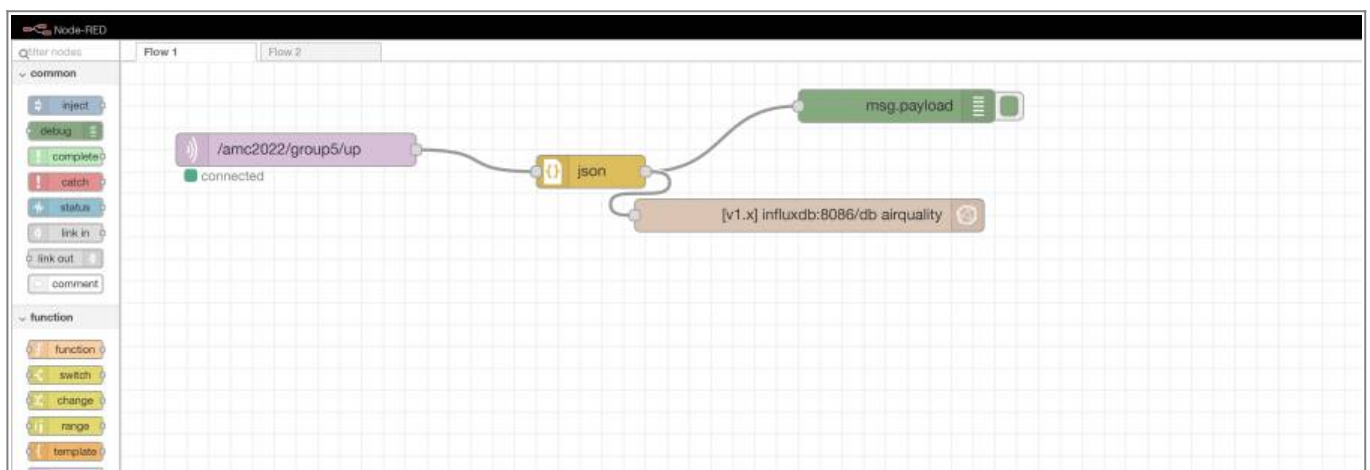 Node-RED
filter nodes
Flow 1
Flow 2
common
inject
debug
complete
catch
status
link in
link out
comment
function
function
switch
change
range
template
/amc2022/group5/up
connected
json
msg.payload
[v1.x] influxdb:8086/db airquality